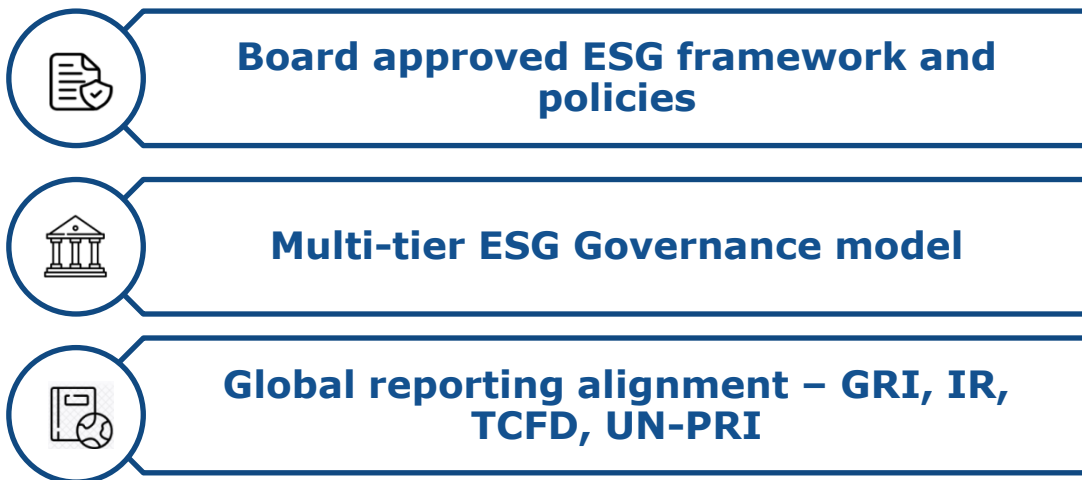 Board approved ESG framework and
policies
Multi-tier ESG Governance model
Global reporting alignment – GRI, IR,
TCFD, UN-PRI